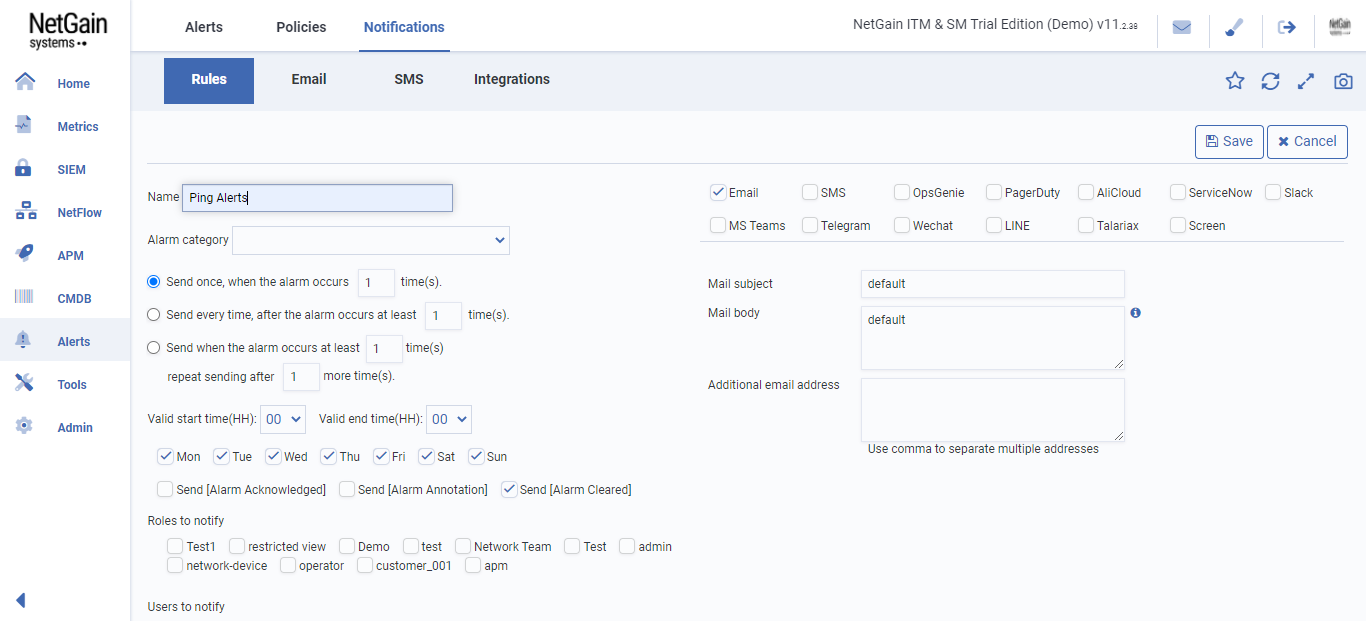 NetGain
systems
Alerts Policies Notifications
NetGain ITM & SM Trial Edition (Demo) v11.2.38
NetGain
Rules Email SMS Integrations
Home
Metrics
SIEM
NetFlow
APM
CMDB
Alerts
Tools
Admin
Save Cancel
Name Ping Alerts
Alarm category
Send once, when the alarm occurs 1 time(s).
Send every time, after the alarm occurs at least 1 time(s).
Send when the alarm occurs at least 1 time(s)
repeat sending after 1 more time(s).
Valid start time(HH): 00 Valid end time(HH): 00
Mon Tue Wed Thu Fri Sat Sun
Send [Alarm Acknowledged] Send [Alarm Annotation] Send [Alarm Cleared]
Roles to notify
Test1 restricted view Demo test Network Team Test admin
network-device operator customer_001 apm
Users to notify
Email SMS OpsGenie PagerDuty AliCloud ServiceNow Slack
MS Teams Telegram Wechat LINE Talariax Screen
Mail subject default
Mail body default
Additional email address
Use comma to separate multiple addresses